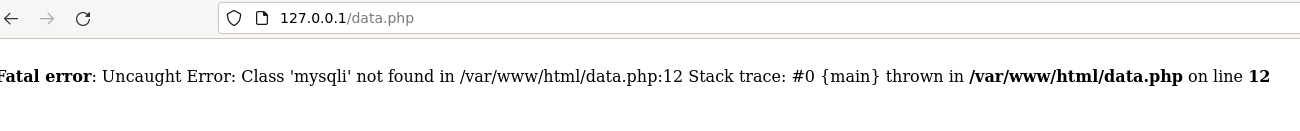 127.0.0.1/data.php
Fatal error: Uncaught Error: Class 'mysqli' not found in /var/www/html/data.php:12 Stack trace: #0 {main} thrown in /var/www/html/data.php on line 12